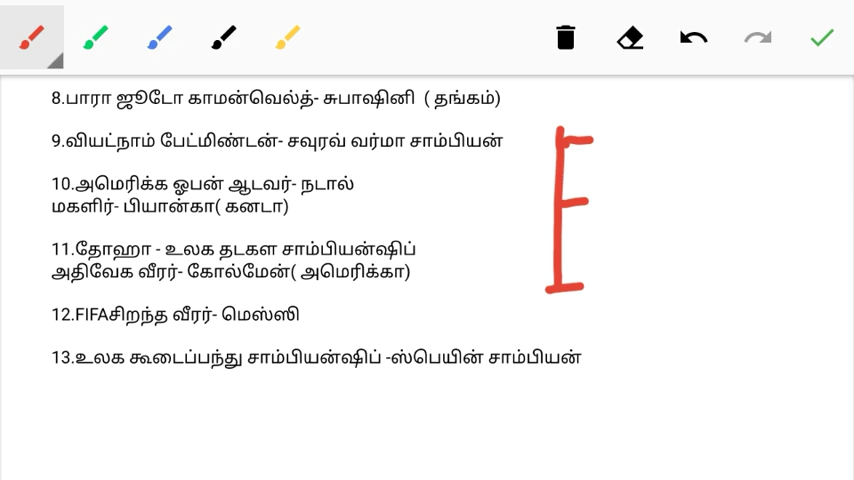 8.பாரா ஜூடோ காமன்வெல்த்- சுபாஷினி ( தங்கம்)
9.வியட்நாம் பேட்மிண்டன்- சவுரவ் வர்மா சாம்பியன்
10.அமெரிக்க ஓபன் ஆடவர்- நடால்
மகளிர்- பியான்கா( கனடா)
11.தோஹா - உலக தடகள சாம்பியன்ஷிப்
அதிவேக வீரர்- கோல்மேன்( அமெரிக்கா)
12.FIFAசிறந்த வீரர்- மெஸ்ஸி
13.உலக கூடைப்பந்து சாம்பியன்ஷிப் -ஸ்பெயின் சாம்பியன்